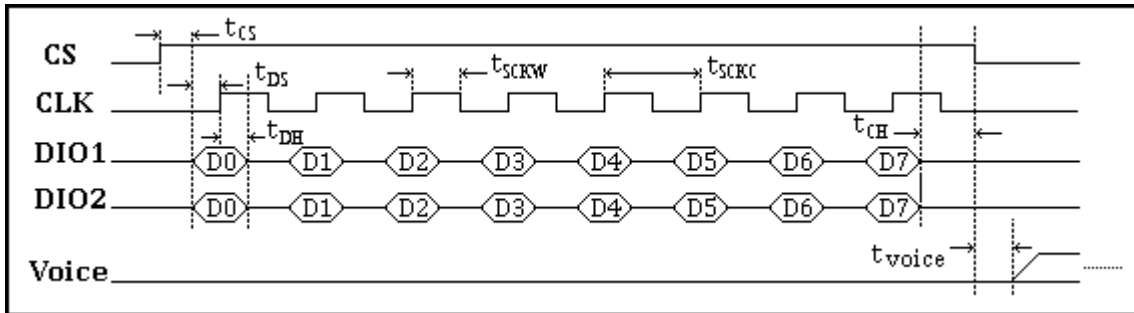 CS tCS
tDS tSCKW tSCKC
CLK
tDH tCH
DIO1 D0 D1 D2 D3 D4 D5 D6 D7
DIO2 D0 D1 D2 D3 D4 D5 D6 D7
tvoice
Voice